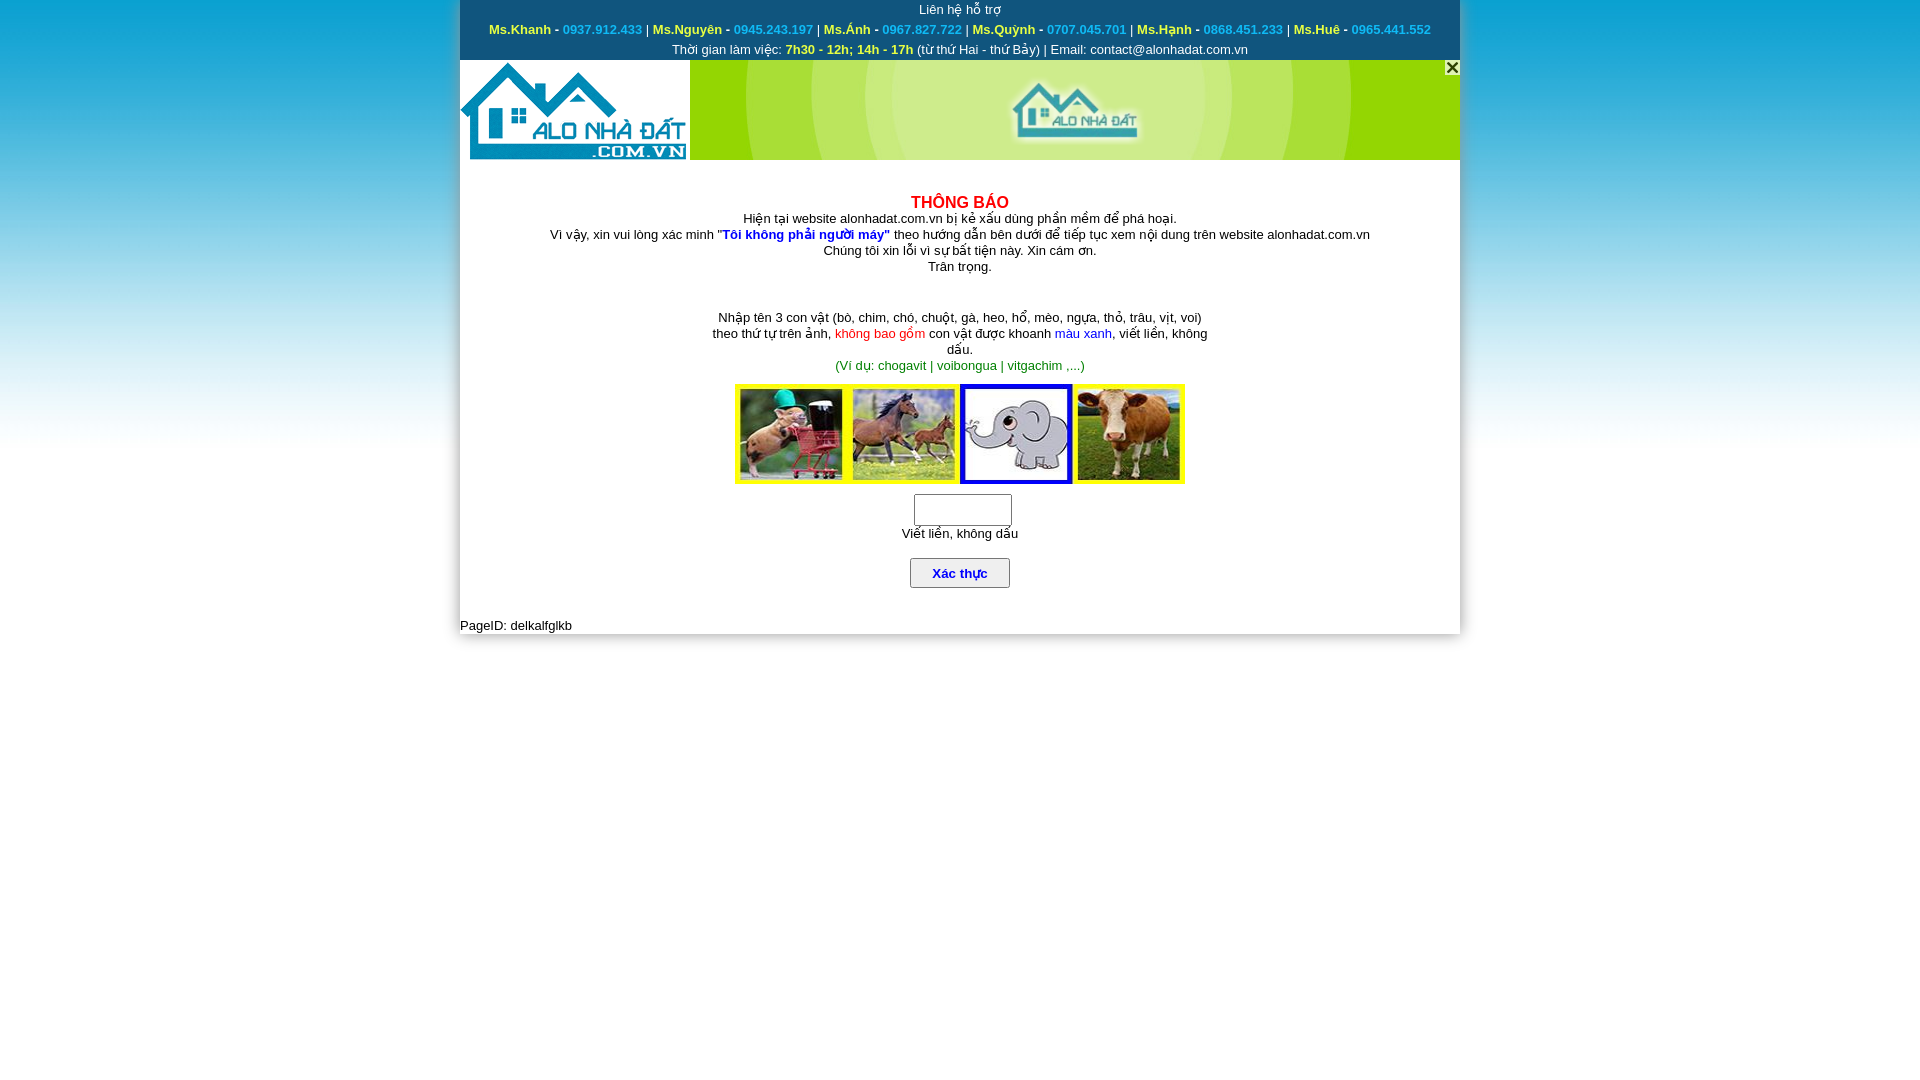 Liên hệ hỗ trợ
Ms.Khanh - 0937.912.433 | Ms.Nguyên - 0945.243.197 | Ms.Ánh - 0967.827.722 | Ms.Quỳnh - 0707.045.701 | Ms.Hạnh - 0868.451.233 | Ms.Huê - 0965.441.552
Thời gian làm việc: 7h30 - 12h; 14h - 17h (từ thứ Hai - thứ Bảy) | Email: contact@alonhadat.com.vn
ALO NHÀ ĐẤT
.COM.VN
ALO NHÀ ĐẤT
THÔNG BÁO
Hiện tại website alonhadat.com.vn bị kẻ xấu dùng phần mềm để phá hoại.
Vì vậy, xin vui lòng xác minh "Tôi không phải người máy" theo hướng dẫn bên dưới để tiếp tục xem nội dung trên website alonhadat.com.vn
Chúng tôi xin lỗi vì sự bất tiện này. Xin cám ơn.
Trân trọng.
Nhập tên 3 con vật (bò, chim, chó, chuột, gà, heo, hổ, mèo, ngựa, thỏ, trâu, vịt, voi)
theo thứ tự trên ảnh, không bao gồm con vật được khoanh màu xanh, viết liền, không
dấu.
(Ví dụ: chogavit | voibongua | vitgachim ,...)
Viết liền, không dấu
Xác thực
PageID: delkalfglkb